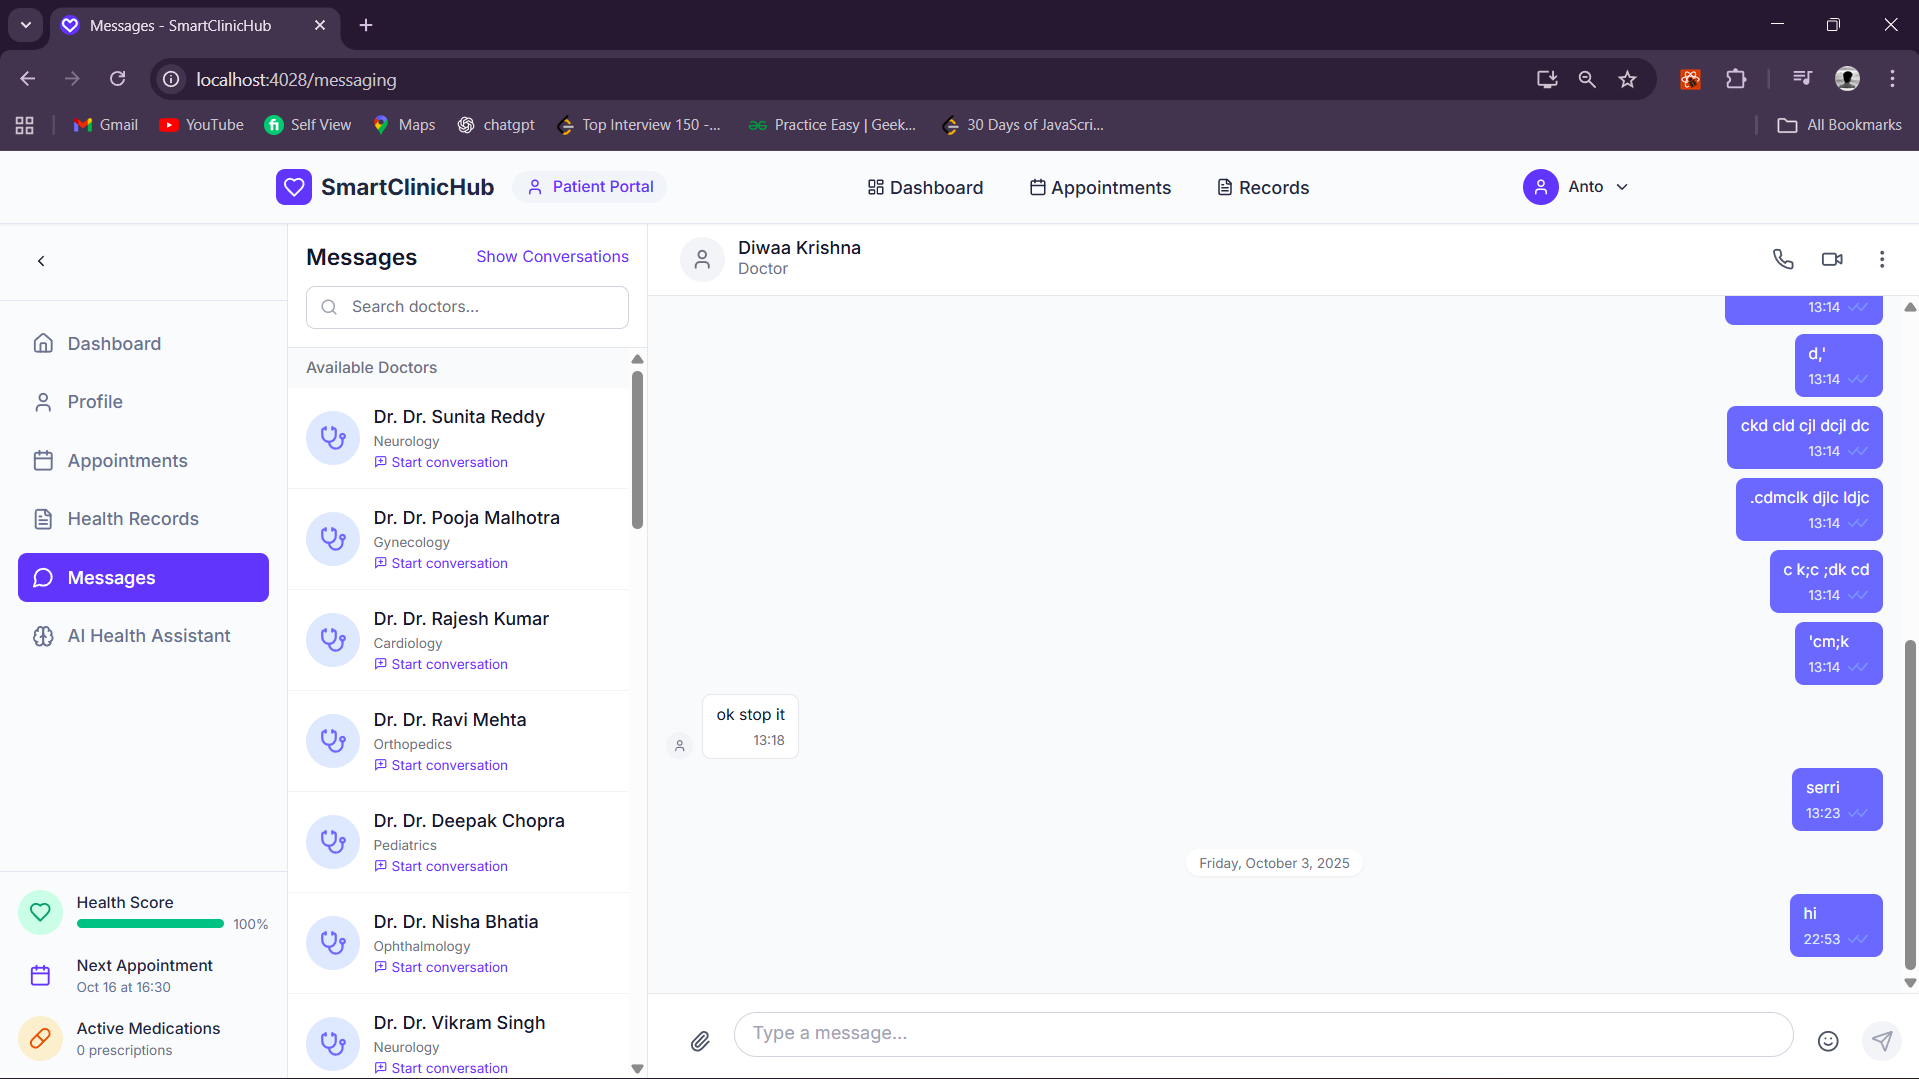 Messages - SmartClinicHub
localhost:4028/messaging
Gmail
YouTube
Self View
Maps
chatgpt
Top Interview 150 -...
Practice Easy | Geek...
30 Days of JavaScri...
All Bookmarks
SmartClinicHub
Patient Portal
Dashboard
Appointments
Records
Anto
Dashboard
Profile
Appointments
Health Records
Messages
AI Health Assistant
Health Score
100%
Next Appointment
Oct 16 at 16:30
Active Medications
0 prescriptions
Messages
Show Conversations
Search doctors...
Available Doctors
Dr. Dr. Sunita Reddy
Neurology
Start conversation
Dr. Dr. Pooja Malhotra
Gynecology
Start conversation
Dr. Dr. Rajesh Kumar
Cardiology
Start conversation
Dr. Dr. Ravi Mehta
Orthopedics
Start conversation
Dr. Dr. Deepak Chopra
Pediatrics
Start conversation
Dr. Dr. Nisha Bhatia
Ophthalmology
Start conversation
Dr. Dr. Vikram Singh
Neurology
Start conversation
Diwaa Krishna
Doctor
13:14
d,'
13:14
ckd cld cjl dcjl dc
13:14
.cdmclk djlc ldjc
13:14
c k;c ;dk cd
13:14
'cm;k
13:14
ok stop it
13:18
serri
13:23
Friday, October 3, 2025
hi
22:53
Type a message...